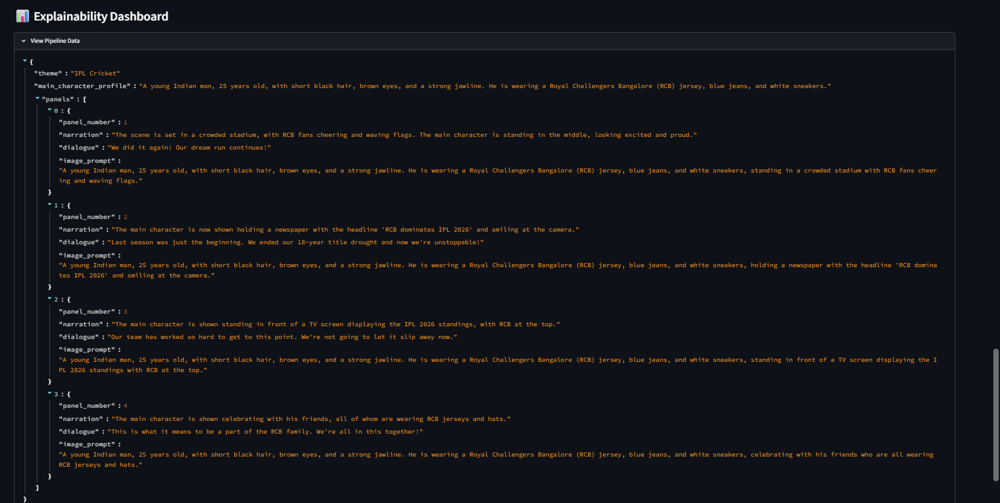 Explainability Dashboard
View Pipeline Data
{
"theme" : "IPL Cricket"
"main_character_profile" : "A young Indian man, 25 years old, with short black hair, brown eyes, and a strong jawline. He is wearing a Royal Challengers Bangalore (RCB) jersey, blue jeans, and white sneakers."
"panels" : [
0 : {
"panel_number" : 1
"narration" : "The scene is set in a crowded stadium, with RCB fans cheering and waving flags. The main character is standing in the middle, looking excited and proud."
"dialogue" : "We did it again! Our dream run continues!"
"image_prompt" :
"A young Indian man, 25 years old, with short black hair, brown eyes, and a strong jawline. He is wearing a Royal Challengers Bangalore (RCB) jersey, blue jeans, and white sneakers, standing in a crowded stadium with RCB fans cheer
ing and waving flags."
}
1 : {
"panel_number" : 2
"narration" : "The main character is now shown holding a newspaper with the headline 'RCB dominates IPL 2026' and smiling at the camera."
"dialogue" : "Last season was just the beginning. We ended our 18-year title drought and now we're unstoppable!"
"image_prompt" :
"A young Indian man, 25 years old, with short black hair, brown eyes, and a strong jawline. He is wearing a Royal Challengers Bangalore (RCB) jersey, blue jeans, and white sneakers, holding a newspaper with the headline 'RCB domina
tes IPL 2026' and smiling at the camera."
}
2 : {
"panel_number" : 3
"narration" : "The main character is shown standing in front of a TV screen displaying the IPL 2026 standings, with RCB at the top."
"dialogue" : "Our team has worked so hard to get to this point. We're not going to let it slip away now."
"image_prompt" :
"A young Indian man, 25 years old, with short black hair, brown eyes, and a strong jawline. He is wearing a Royal Challengers Bangalore (RCB) jersey, blue jeans, and white sneakers, standing in front of a TV screen displaying the I
PL 2026 standings with RCB at the top."
}
3 : {
"panel_number" : 4
"narration" : "The main character is shown celebrating with his friends, all of whom are wearing RCB jerseys and hats."
"dialogue" : "This is what it means to be a part of the RCB family. We're all in this together!"
"image_prompt" :
"A young Indian man, 25 years old, with short black hair, brown eyes, and a strong jawline. He is wearing a Royal Challengers Bangalore (RCB) jersey, blue jeans, and white sneakers, celebrating with his friends who are all wearing
RCB jerseys and hats."
}
]
}